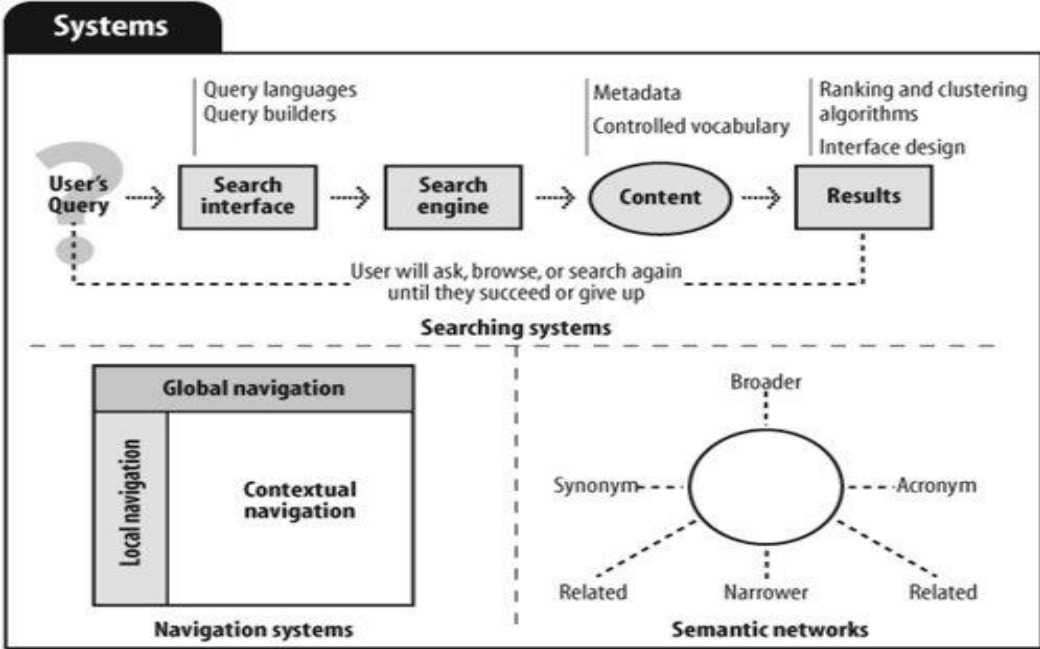 Systems
Query languages
Query builders
Metadata
Controlled vocabulary
Ranking and clustering
algorithms
Interface design
User's
Query
Search
interface
Search
engine
Content
Results
User will ask, browse, or search again
until they succeed or give up
Searching systems
Global navigation
Local navigation
Contextual
navigation
Navigation systems
Broader
Synonym
Acronym
Related
Narrower
Related
Semantic networks